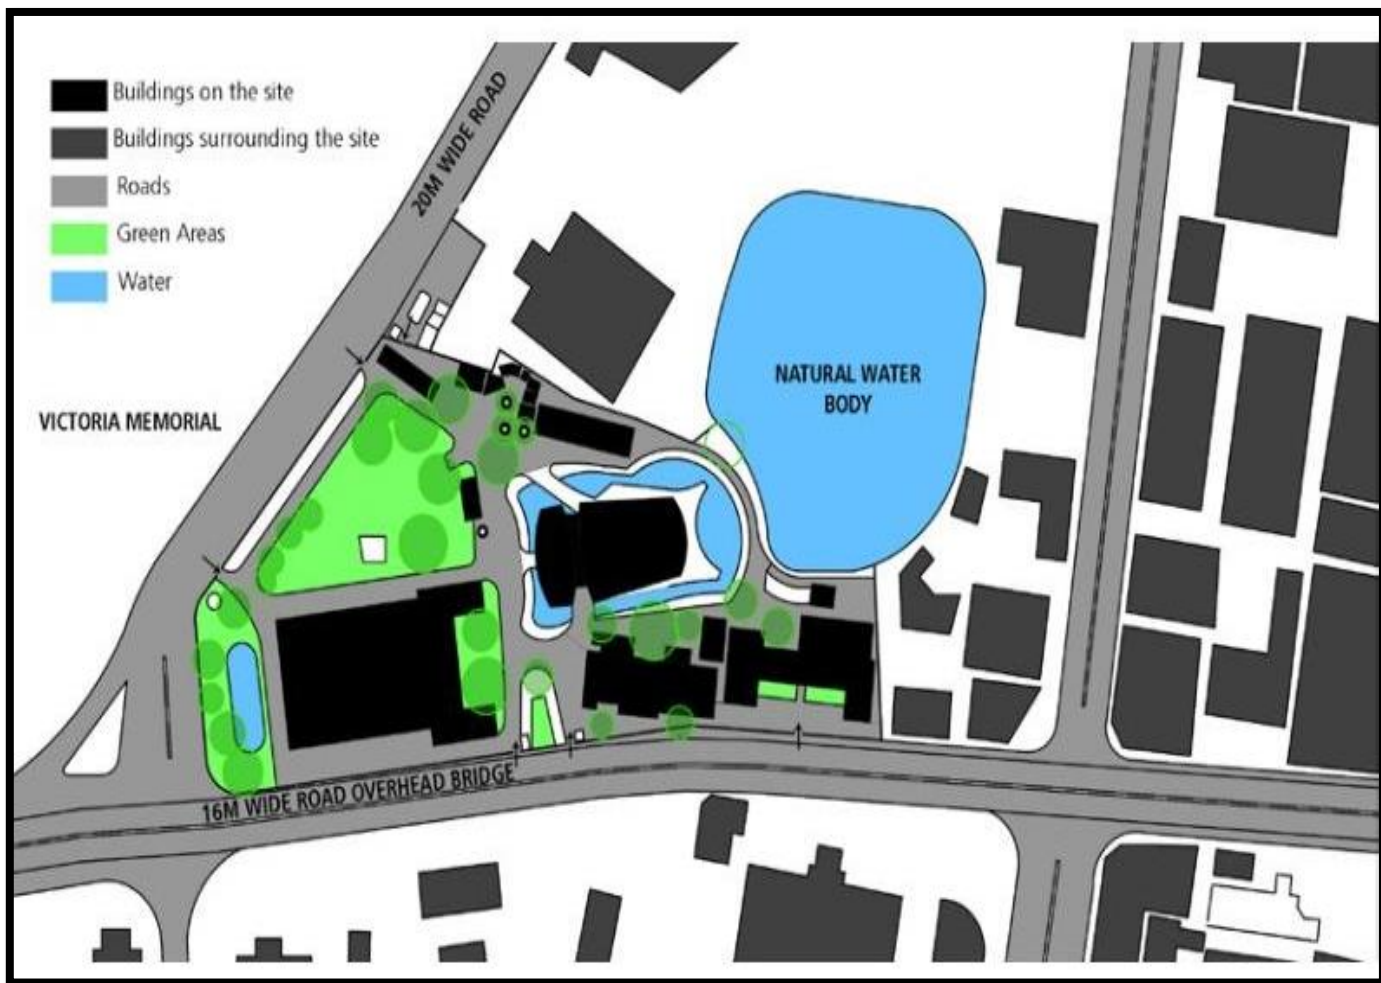 Buildings on the site
Buildings surrounding the site
Roads
Green Areas
Water
20M WIDE ROAD
VICTORIA MEMORIAL
NATURAL WATER
BODY
16M WIDE ROAD OVERHEAD BRIDGE